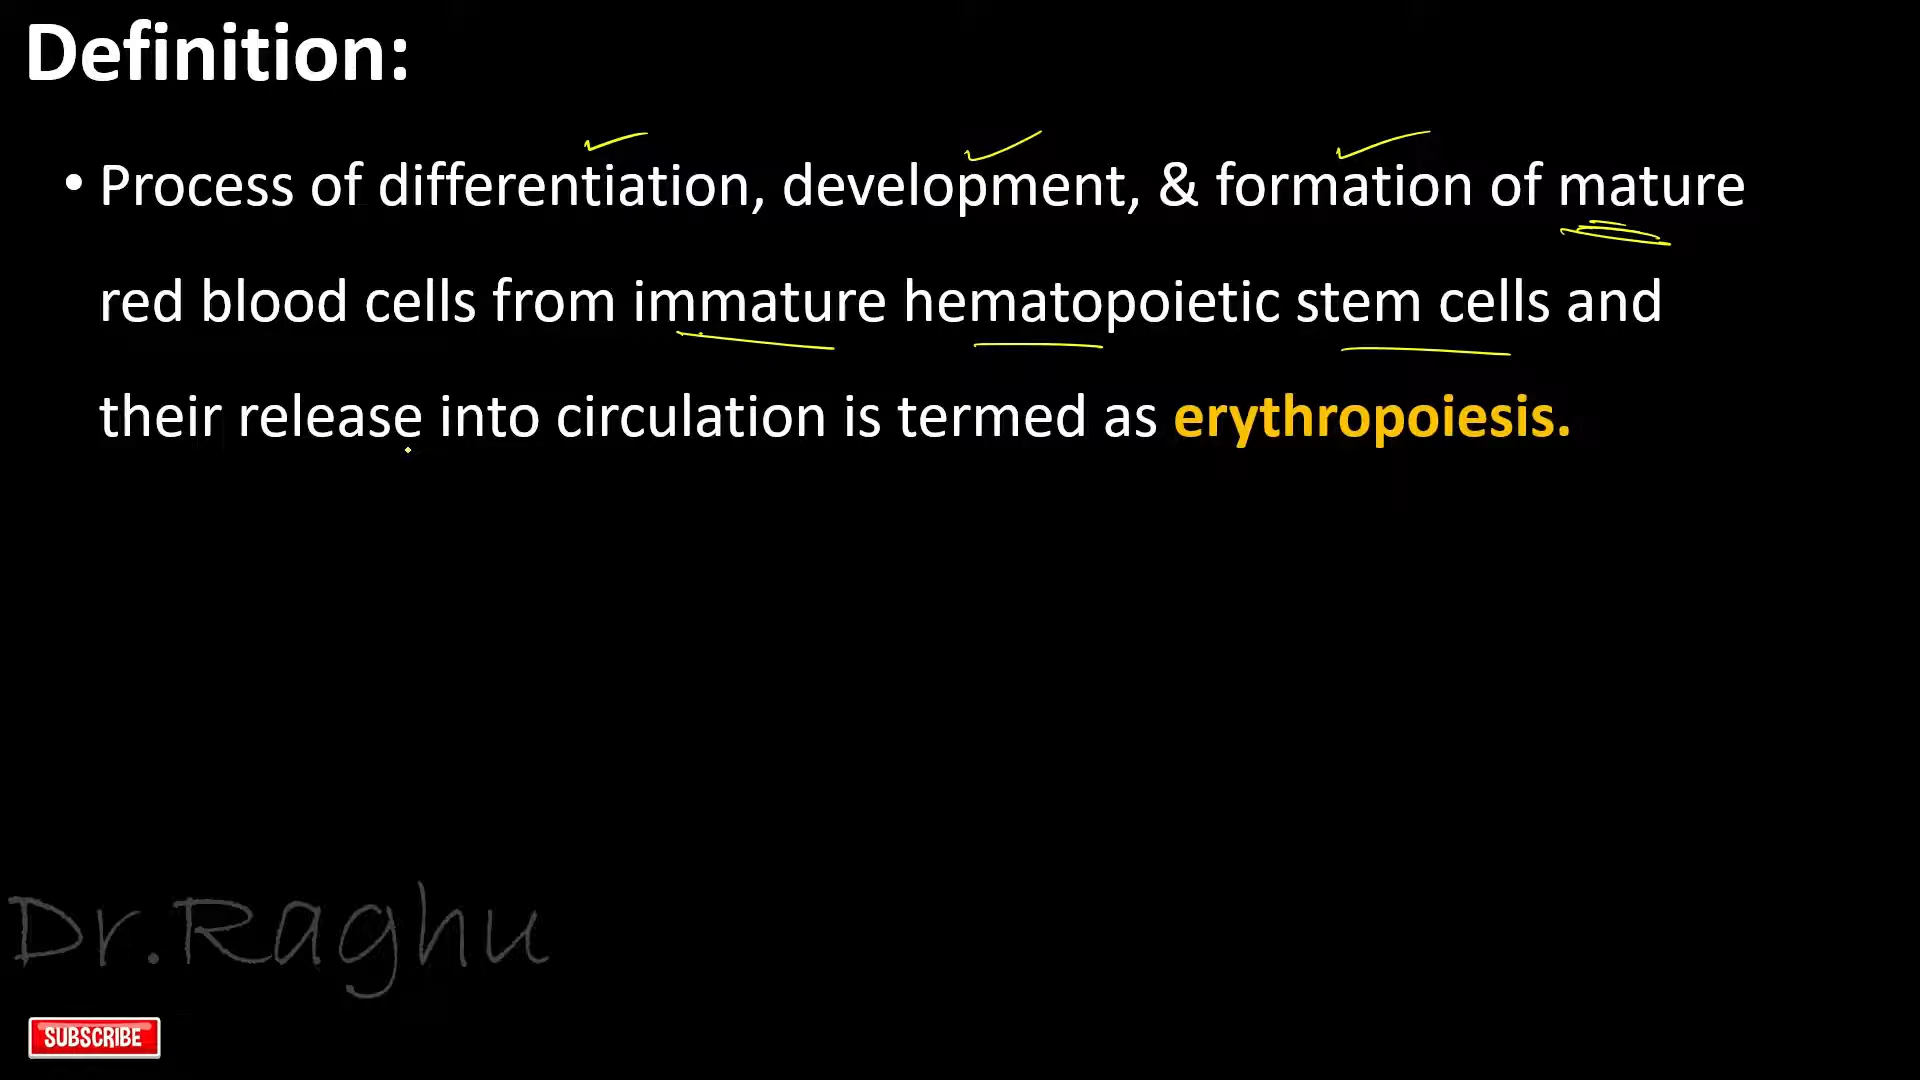 Definition:
• Process of differentiation, development, & formation of mature
red blood cells from immature hematopoietic stem cells and
their release into circulation is termed as erythropoiesis.
Dr.Raghu
SUBSCRIBE